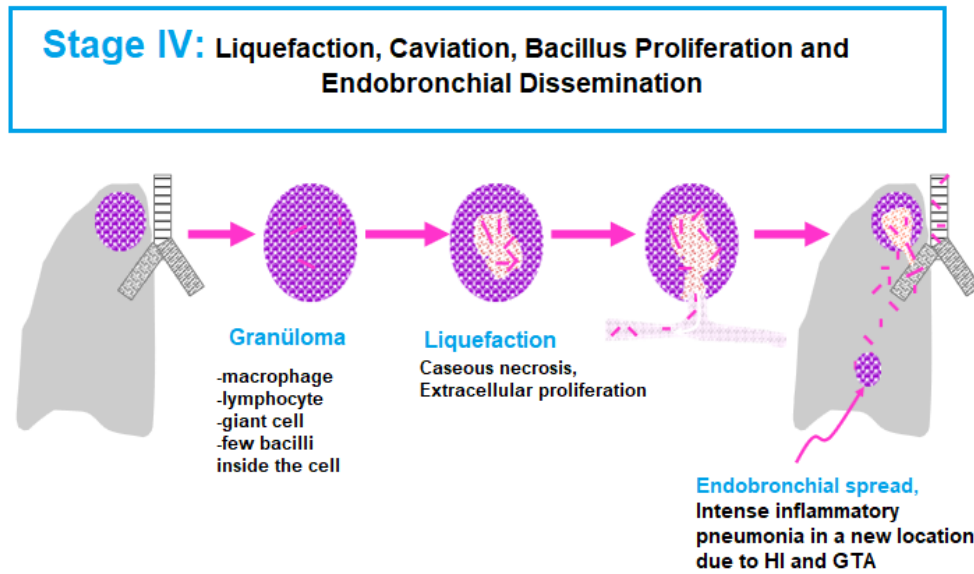 Stage IV: Liquefaction, Caviation, Bacillus Proliferation and
Endobronchial Dissemination
Granüloma
-macrophage
-lymphocyte
-giant cell
-few bacilli
inside the cell
Liquefaction
Caseous necrosis,
Extracellular proliferation
Endobronchial spread,
Intense inflammatory
pneumonia in a new location
due to HI and GTA